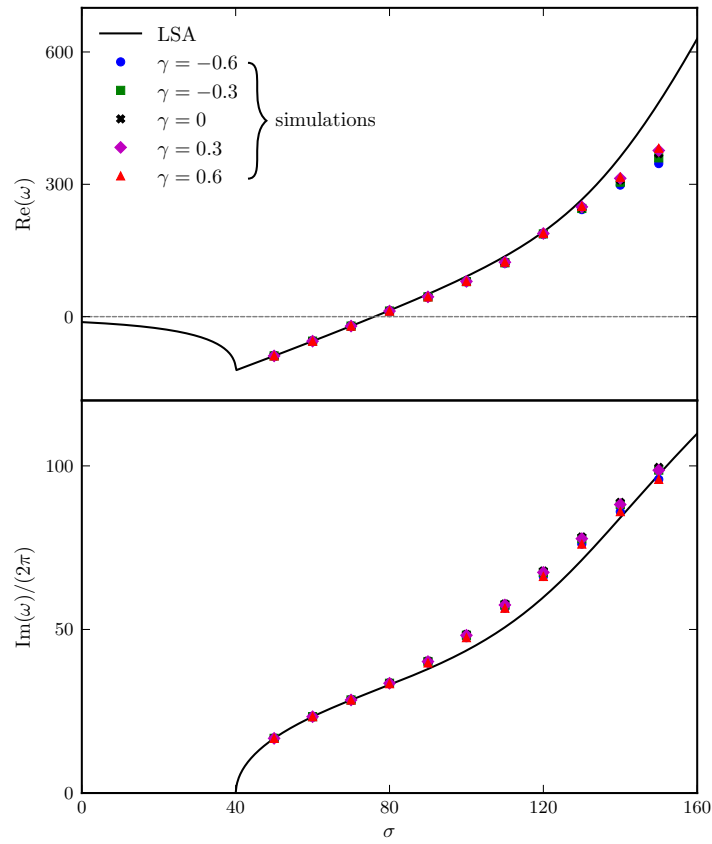 600
300
0
Re(ω)
LSA
γ = −0.6
γ = −0.3
γ = 0
γ = 0.3
γ = 0.6
simulations
100
50
0
Im(ω)/(2π)
0
40
80
120
160
σ